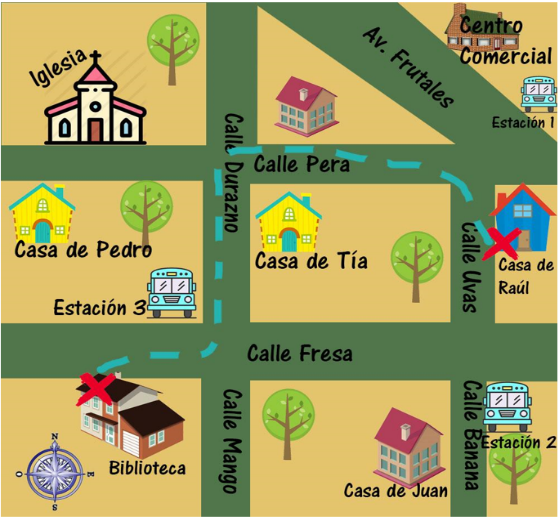 Centro
Comercial
Iglesia
Av. Frutales
Estación 1
Calle Durazno
Calle Pera
Casa de Pedro
Casa de Tía
Calle Uvas
Casa de
Raúl
Estación 3
Calle Fresa
Calle Mango
Calle Banana
Estación 2
Biblioteca
Casa de Juan
N
O
E
S